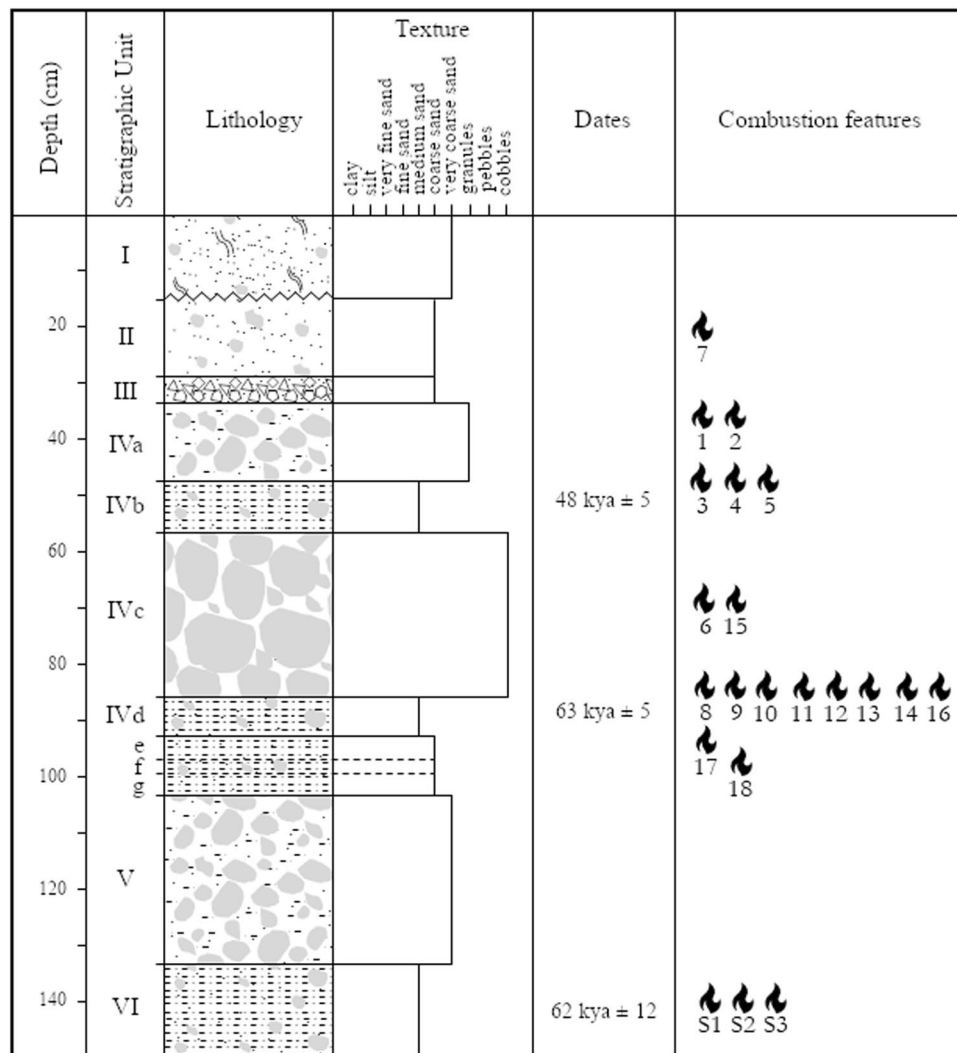 Depth (cm)
Stratigraphic Unit
Lithology
Texture
clay
silt
very fine sand
fine sand
medium sand
coarse sand
very coarse sand
granules
pebbles
cobbles
Dates
Combustion features
I
20
II
7
III
1 2
40
IVa
3 4 5
IVb
48 kya ± 5
60
IVc
6 15
80
IVd
63 kya ± 5
8 9 10 11 12 13 14 16
e
17
f
100
18
g
V
120
140
VI
62 kya ± 12
S1 S2 S3